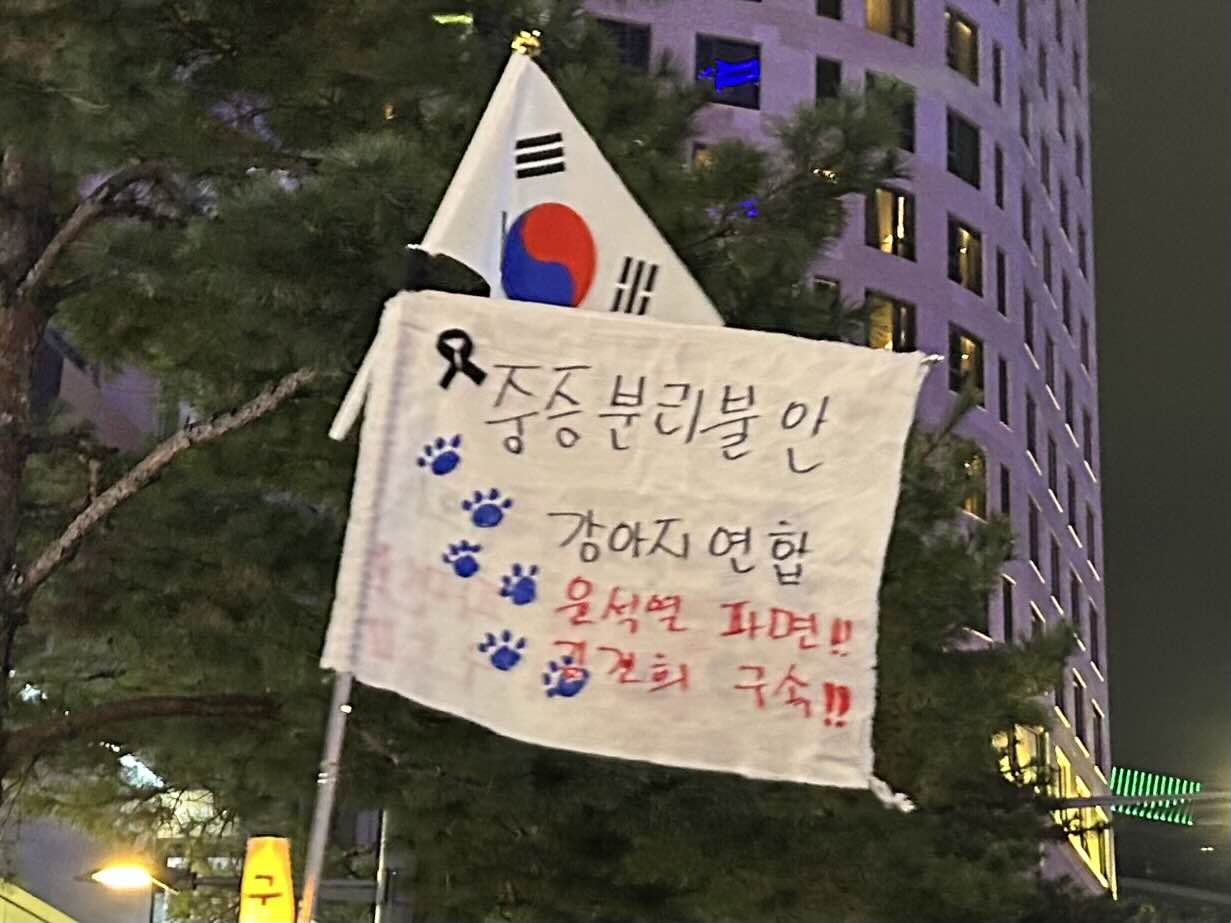 중증분리불안
강아지연합
윤석열 파면!!
김건희 구속!!
구